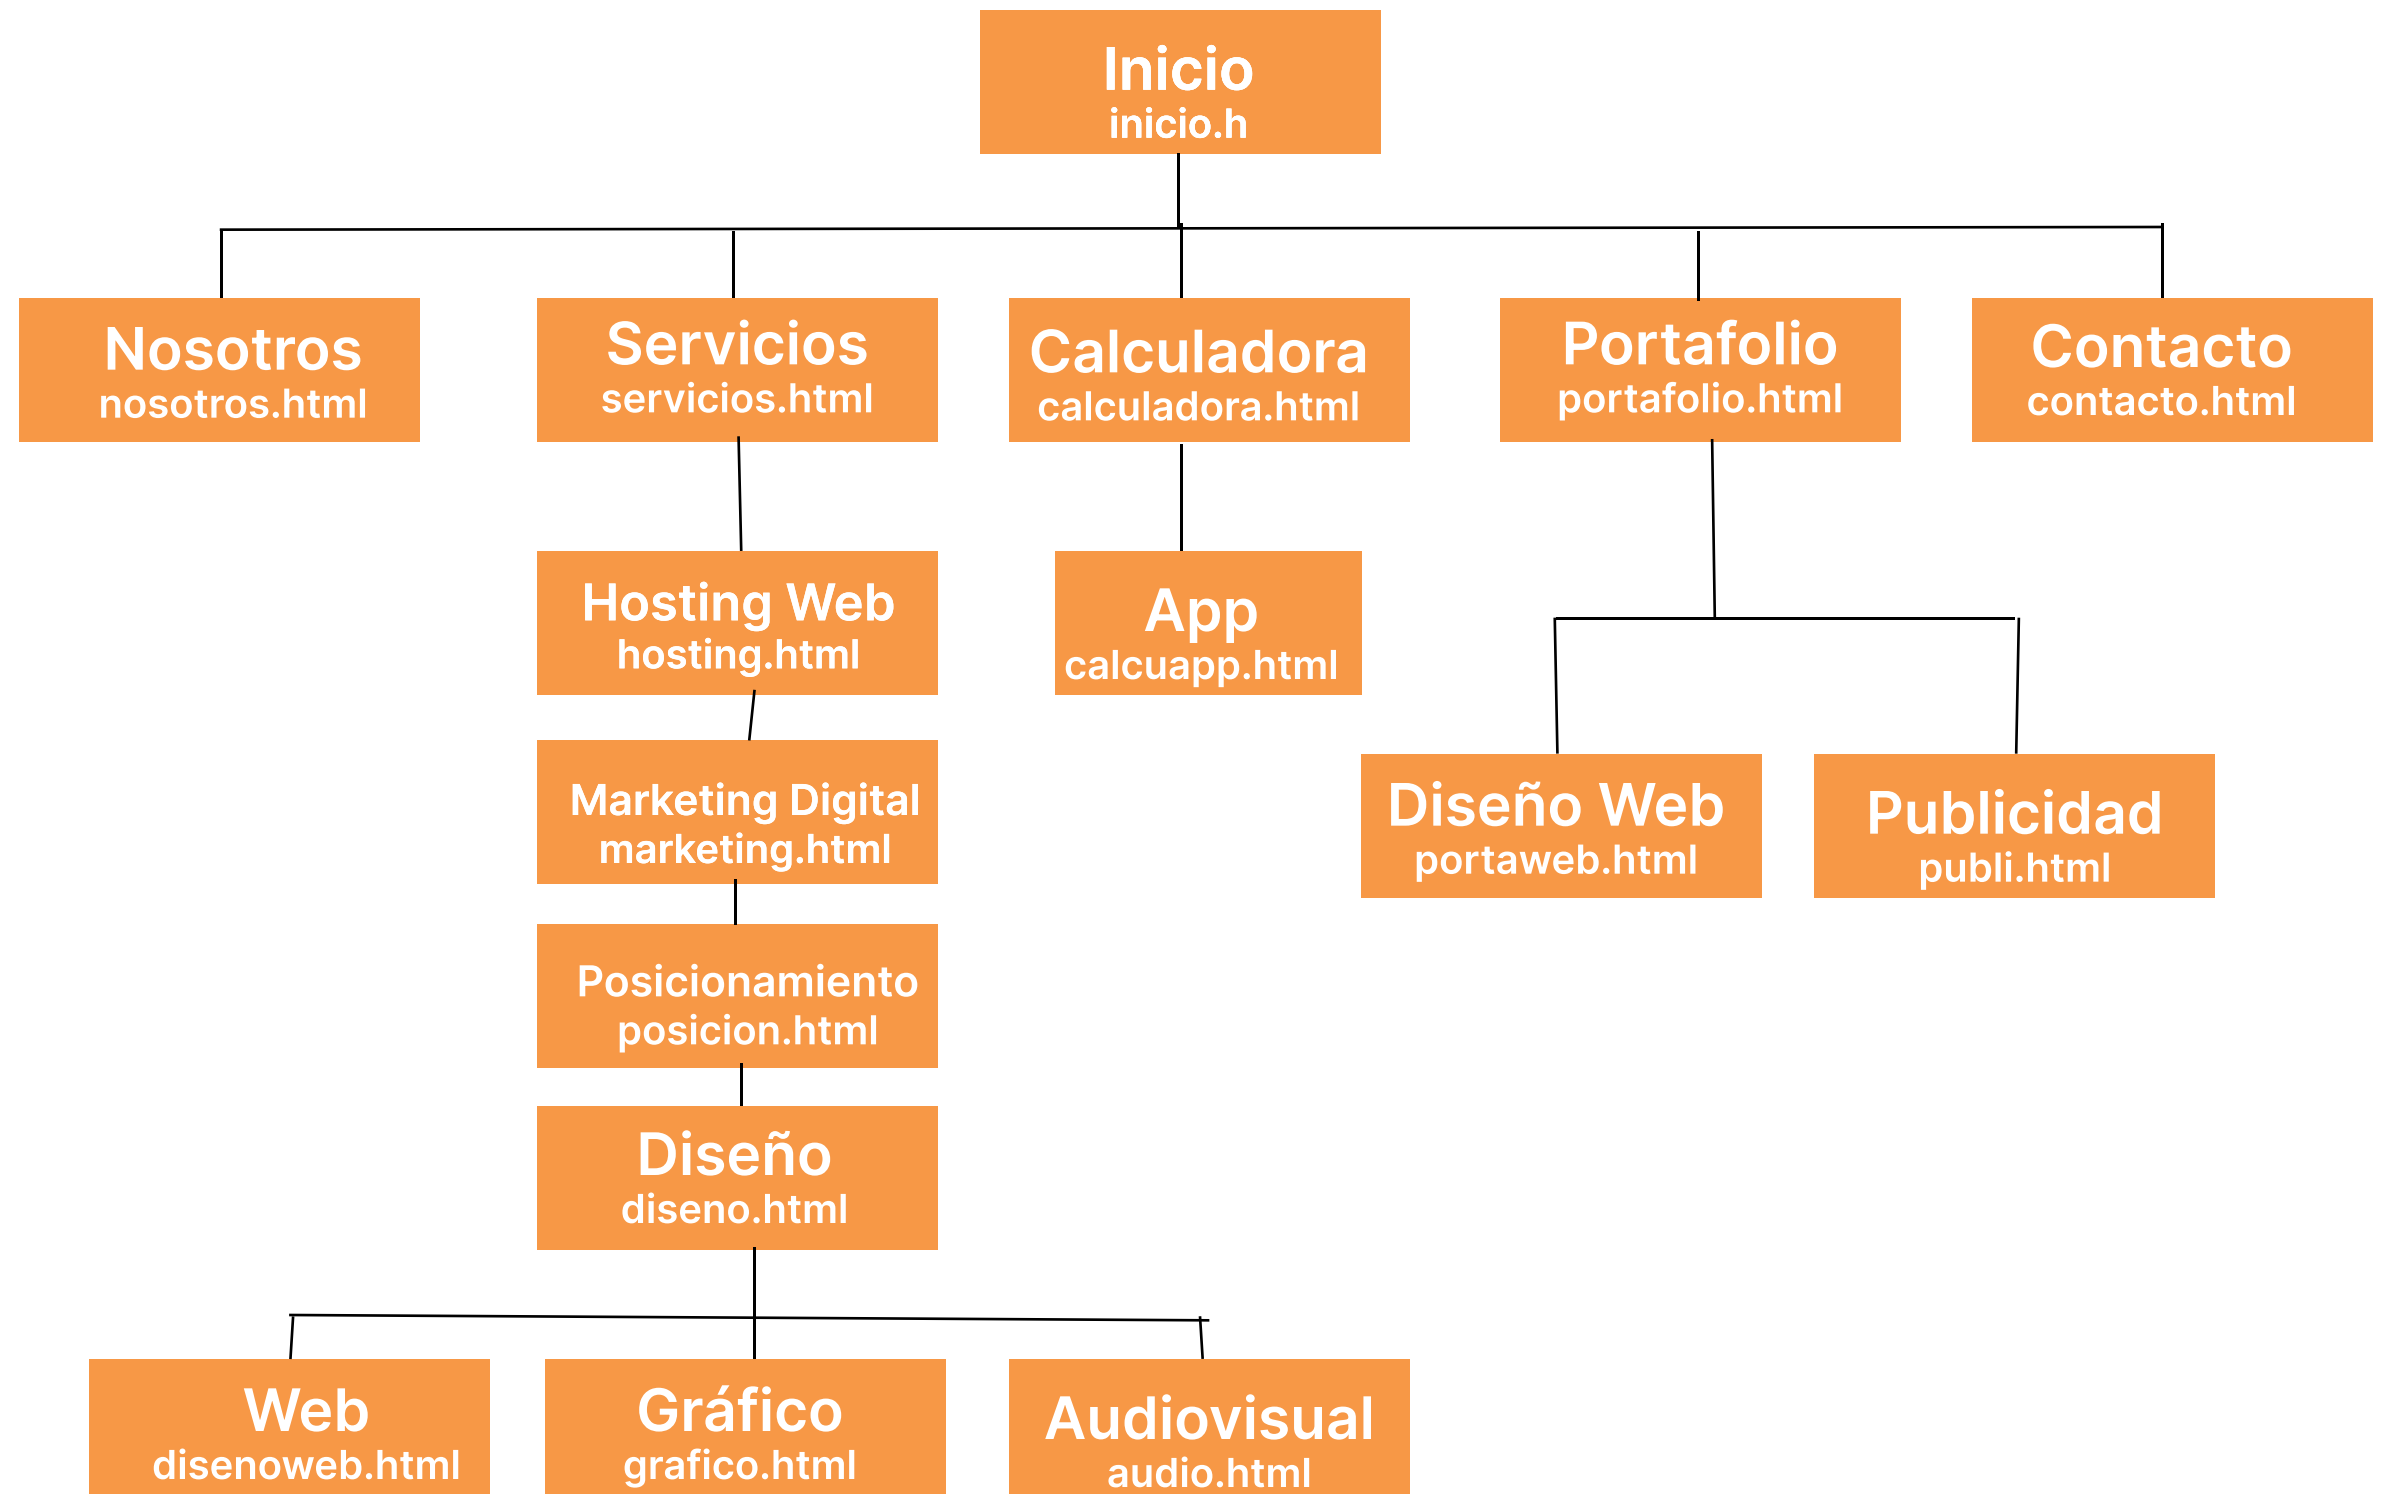 Inicio
inicio.h
Nosotros
nosotros.html
Servicios
servicios.html
Calculadora
calculadora.html
Portafolio
portafolio.html
Contacto
contacto.html
Hosting Web
hosting.html
App
calcuapp.html
Marketing Digital
marketing.html
Diseño Web
portaweb.html
Publicidad
publi.html
Posicionamiento
posicion.html
Diseño
diseno.html
Web
disenoweb.html
Gráfico
grafico.html
Audiovisual
audio.html